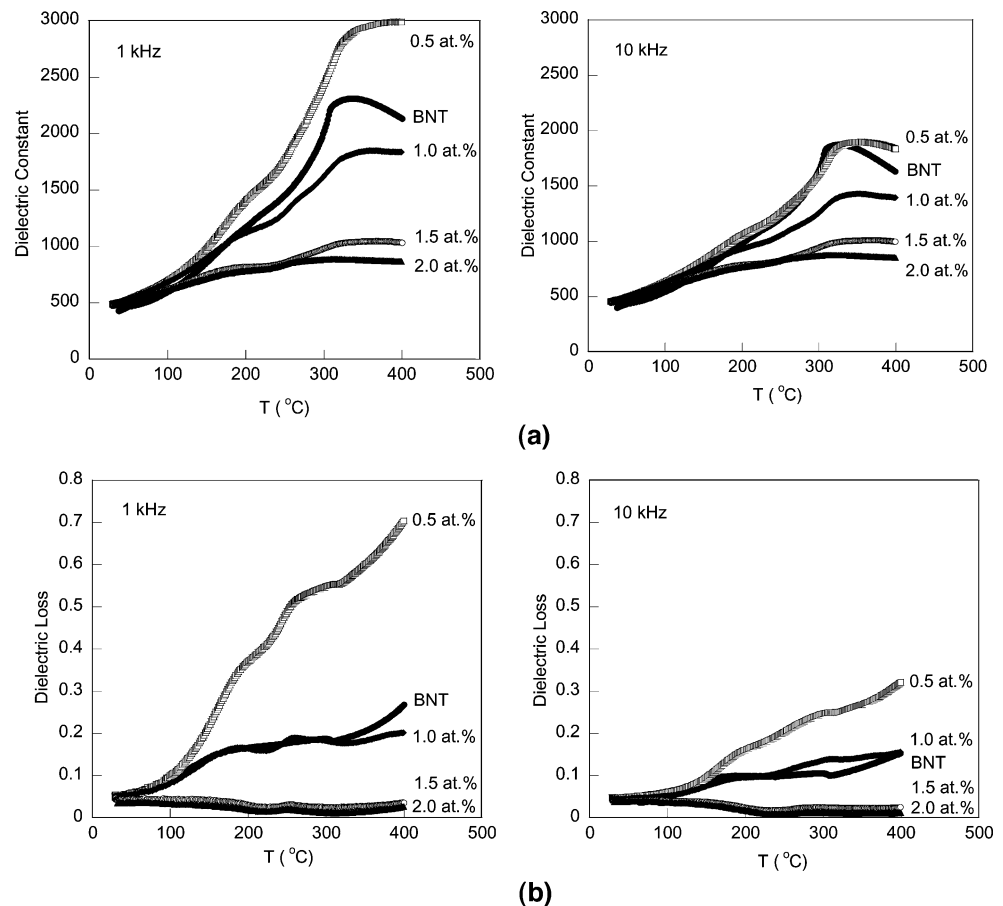 3000
2500
2000
1500
1000
500
0
Dielectric Constant
1 kHz
0.5 at.%
BNT
1.0 at.%
1.5 at.%
2.0 at.%
0 100 200 300 400 500
T ( °C)
3000
2500
2000
1500
1000
500
0
Dielectric Constant
10 kHz
0.5 at.%
BNT
1.0 at.%
1.5 at.%
2.0 at.%
0 100 200 300 400 500
T ( °C)
(a)
0.8
0.7
0.6
0.5
0.4
0.3
0.2
0.1
0
Dielectric Loss
1 kHz
0.5 at.%
BNT
1.0 at.%
1.5 at.%
2.0 at.%
0 100 200 300 400 500
T ( °C)
0.8
0.7
0.6
0.5
0.4
0.3
0.2
0.1
0
Dielectric Loss
10 kHz
0.5 at.%
1.0 at.%
BNT
1.5 at.%
2.0 at.%
0 100 200 300 400 500
T ( °C)
(b)